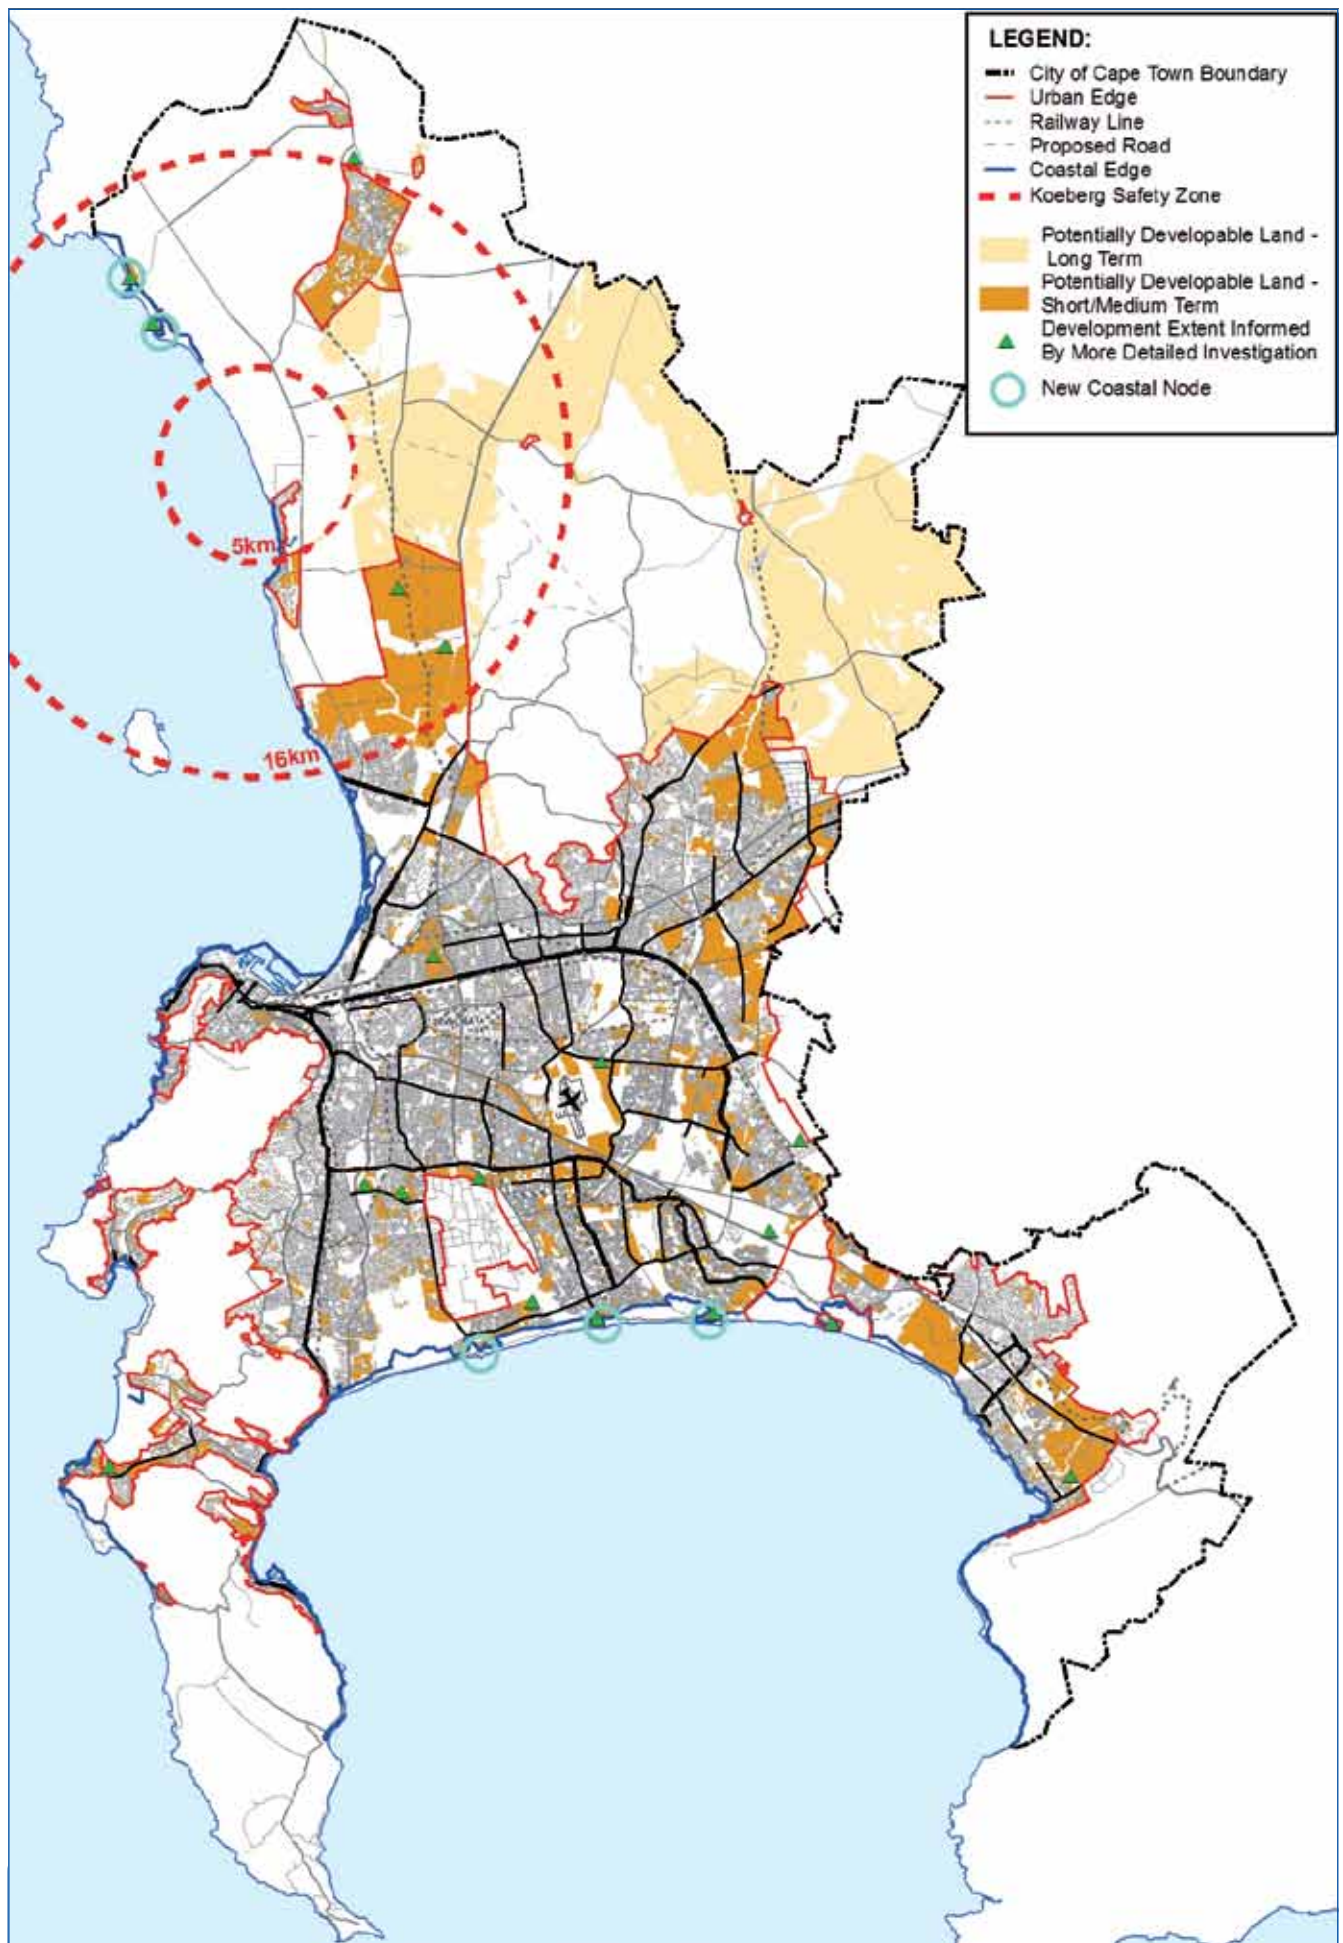 LEGEND:
City of Cape Town Boundary
Urban Edge
Railway Line
Proposed Road
Coastal Edge
Koeberg Safety Zone
Potentially Developable Land -
Long Term
Potentially Developable Land -
Short/Medium Term
Development Extent Informed
By More Detailed Investigation
New Coastal Node
5km
16km